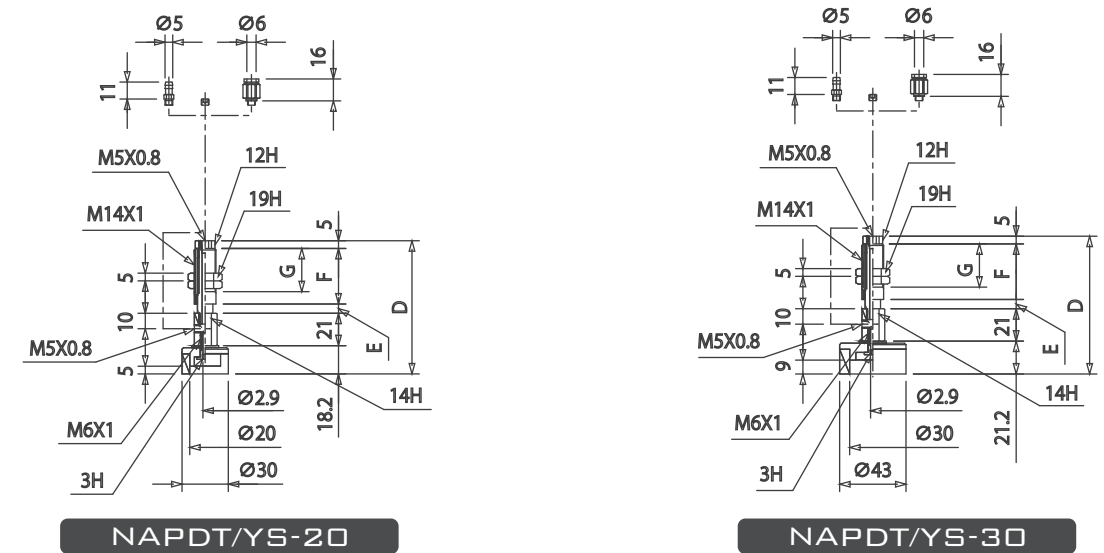 Ø5
Ø6
16
11
M5X0.8
12H
M14X1
19H
5
5
G
F
D
10
21
M5X0.8
E
5
14H
Ø2.9
18.2
M6X1
Ø20
3H
Ø30
NAPDT/YS-20
Ø5
Ø6
16
11
M5X0.8
12H
M14X1
19H
5
5
G
F
D
10
21
M5X0.8
E
9
14H
Ø2.9
21.2
M6X1
Ø30
3H
Ø43
NAPDT/YS-30